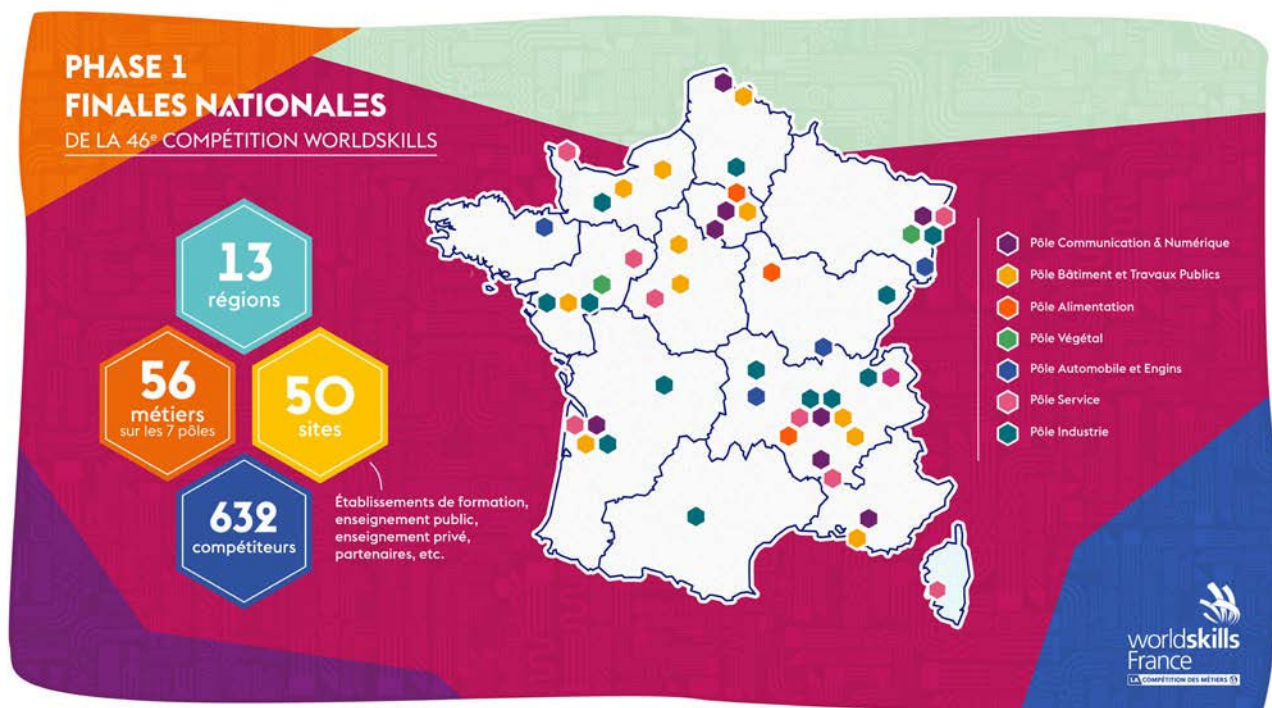 PHASE 1
FINALES NATIONALES
DE LA 46e COMPÉTITION WORLDSKILLS
13
régions
56
métiers
sur les 7 pôles
50
sites
632
compétiteurs
Établissements de formation,
enseignement public,
enseignement privé,
partenaires, etc.
Pôle Communication & Numérique
Pôle Bâtiment et Travaux Publics
Pôle Alimentation
Pôle Végétal
Pôle Automobile et Engins
Pôle Service
Pôle Industrie
worldskills
France
LA COMPÉTITION DES MÉTIERS